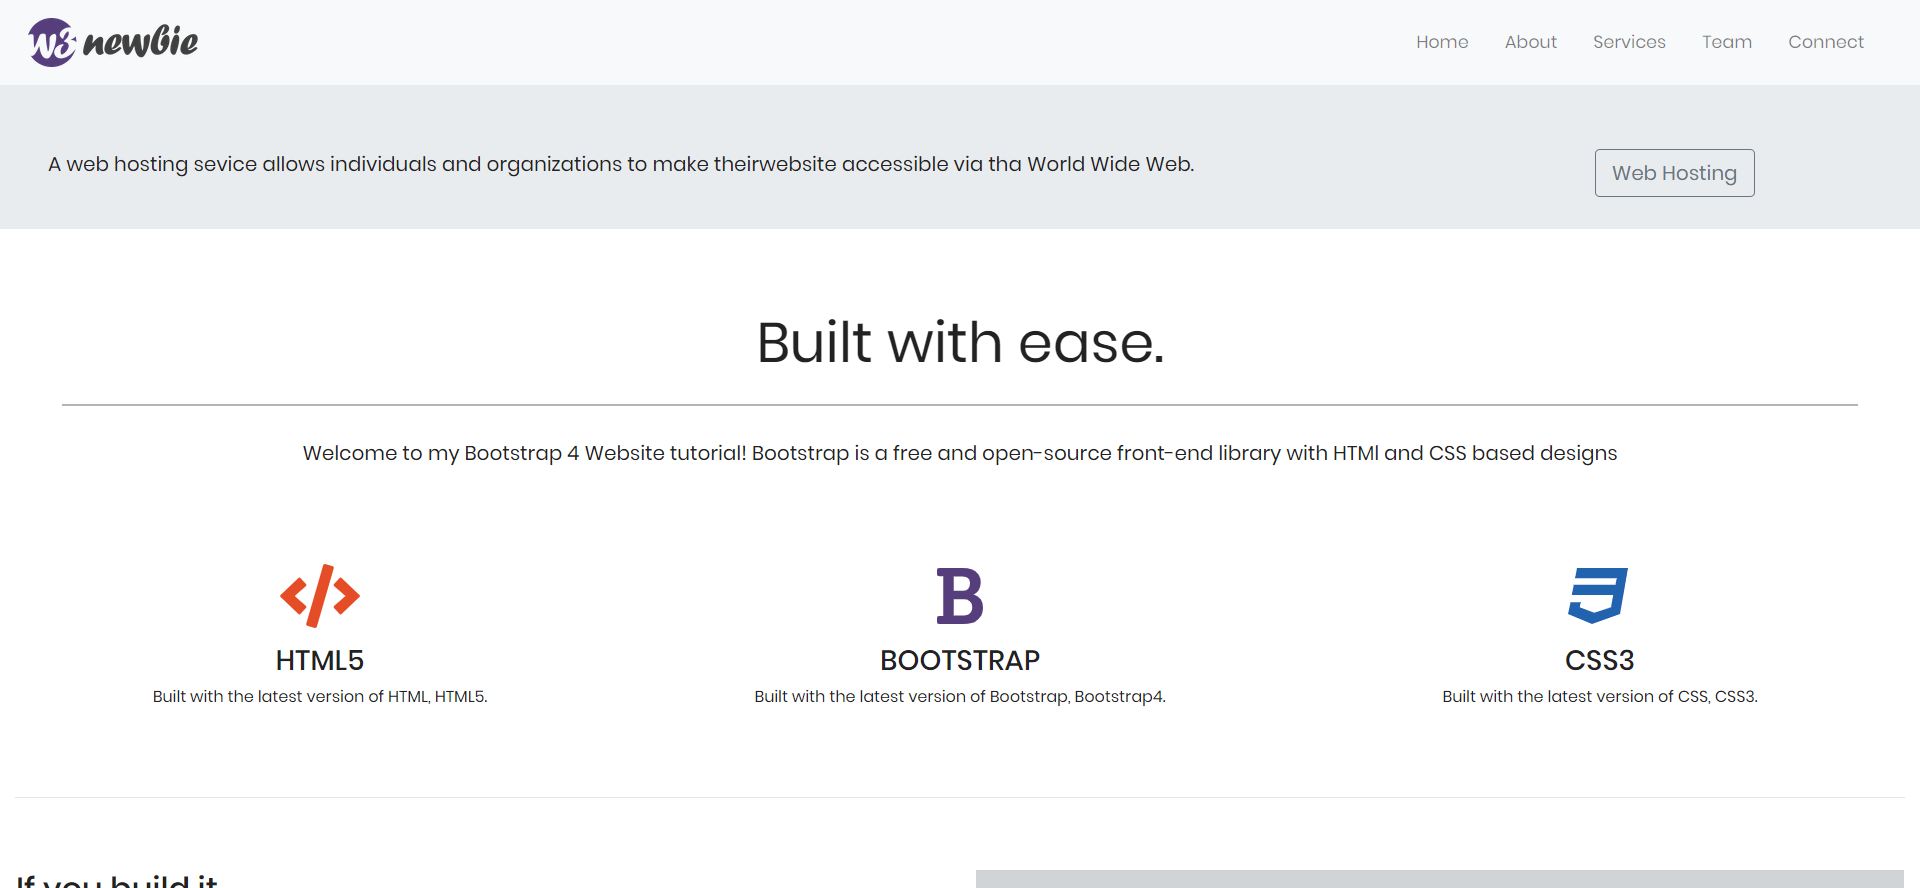 W3 newbie
Home About Services Team Connect
A web hosting sevice allows individuals and organizations to make theirwebsite accessible via tha World Wide Web.
Web Hosting
Built with ease.
Welcome to my Bootstrap 4 Website tutorial! Bootstrap is a free and open-source front-end library with HTMl and CSS based designs
B
HTML5 BOOTSTRAP CSS3
Built with the latest version of HTML, HTML5. Built with the latest version of Bootstrap, Bootstrap4. Built with the latest version of CSS, CSS3.
If you build it